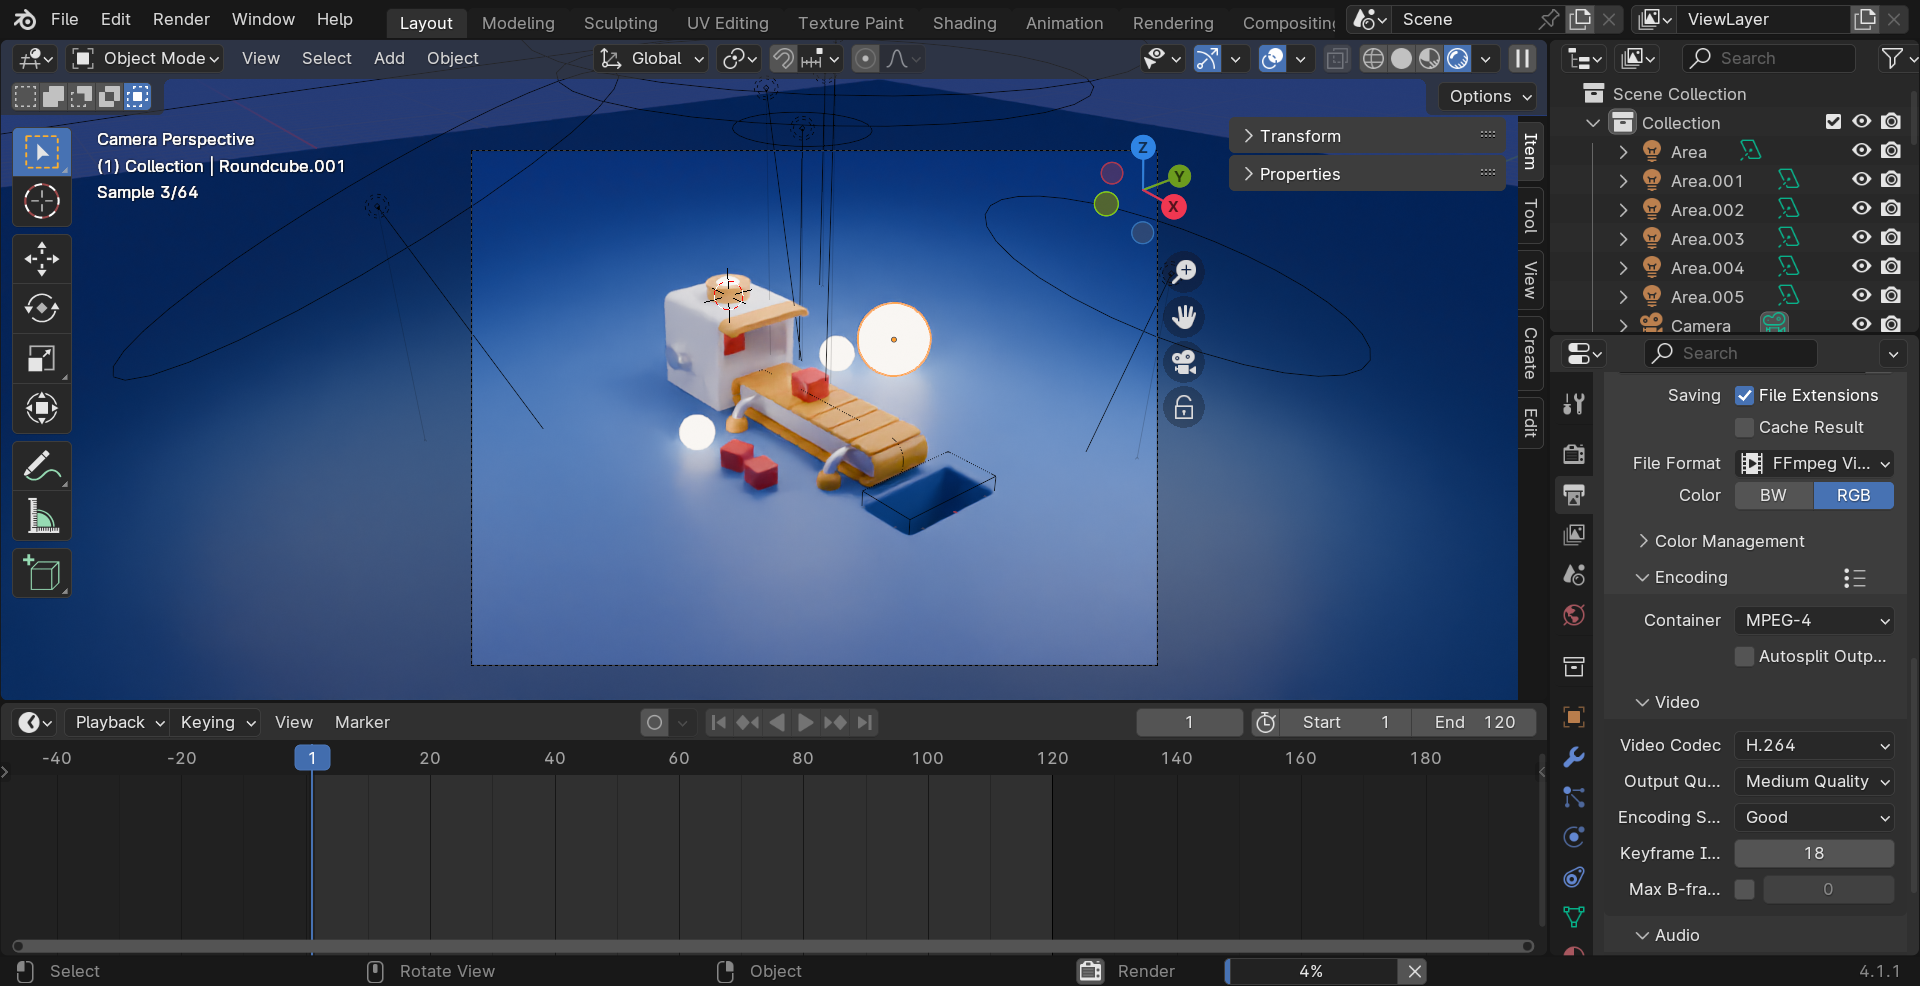 File Edit Render Window Help Layout Modeling Sculpting UV Editing Texture Paint Shading Animation Rendering Compositing Scene ViewLayer
Object Mode View Select Add Object Global
Search
Options
Camera Perspective
(1) Collection | Roundcube.001
Sample 3/64
Transform
Properties
Z
Y
X
Item
Tool
View
Create
Edit
Scene Collection
Collection
Area
Area.001
Area.002
Area.003
Area.004
Area.005
Camera
Search
Saving File Extensions
Cache Result
File Format FFmpeg Vi...
Color BW RGB
Color Management
Encoding
Container MPEG-4
Autosplit Outp...
Video
Video Codec H.264
Output Qu... Medium Quality
Encoding S... Good
Keyframe I... 18
Max B-fra... 0
Audio
Playback Keying View Marker 1 Start 1 End 120
-40 -20 1 20 40 60 80 100 120 140 160 180
Select Rotate View Object Render 4% 4.1.1